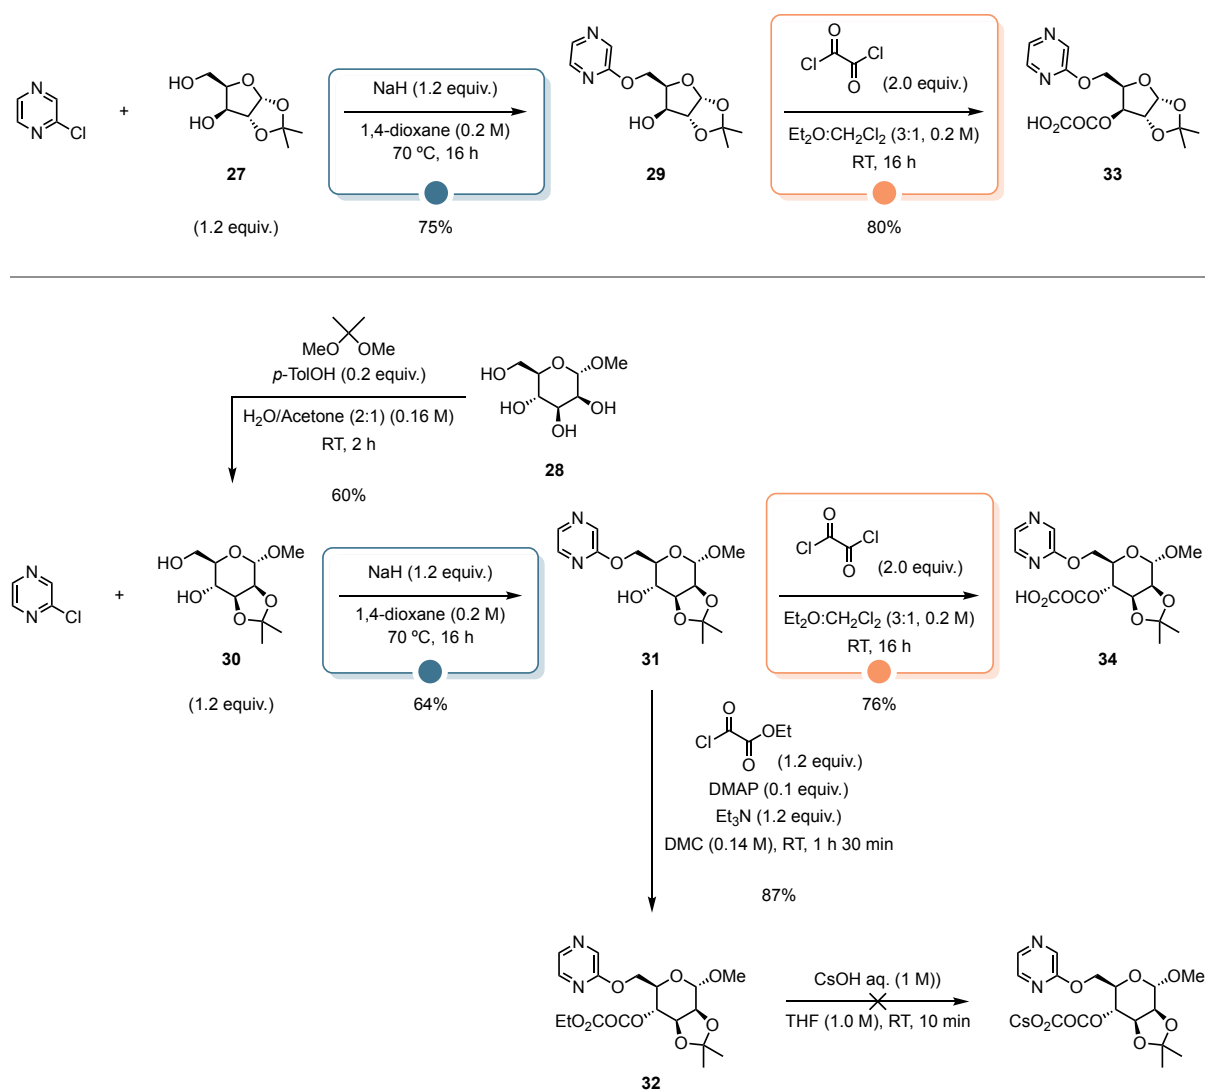 N
N
Cl
+
HO
O
HO
O
O
27
(1.2 equiv.)
NaH (1.2 equiv.)
1,4-dioxane (0.2 M)
70 ºC, 16 h
75%
N
N
O
O
HO
O
O
29
O
Cl
Cl
O
(2.0 equiv.)
Et2O:CH2Cl2 (3:1, 0.2 M)
RT, 16 h
80%
N
N
O
O
HO2COCO
O
O
33
MeO
OMe
p-TolOH (0.2 equiv.)
H2O/Acetone (2:1) (0.16 M)
RT, 2 h
60%
HO
O
OMe
HO
OH
OH
28
N
N
Cl
+
HO
O
OMe
HO
O
O
30
(1.2 equiv.)
NaH (1.2 equiv.)
1,4-dioxane (0.2 M)
70 ºC, 16 h
64%
N
N
O
O
OMe
HO
O
O
31
O
Cl
Cl
O
(2.0 equiv.)
Et2O:CH2Cl2 (3:1, 0.2 M)
RT, 16 h
76%
N
N
O
O
OMe
HO2COCO
O
O
34
O
OEt
Cl
O
(1.2 equiv.)
DMAP (0.1 equiv.)
Et3N (1.2 equiv.)
DMC (0.14 M), RT, 1 h 30 min
87%
N
N
O
O
OMe
EtO2COCO
O
O
32
CsOH aq. (1 M))
THF (1.0 M), RT, 10 min
N
N
O
O
OMe
CsO2COCO
O
O